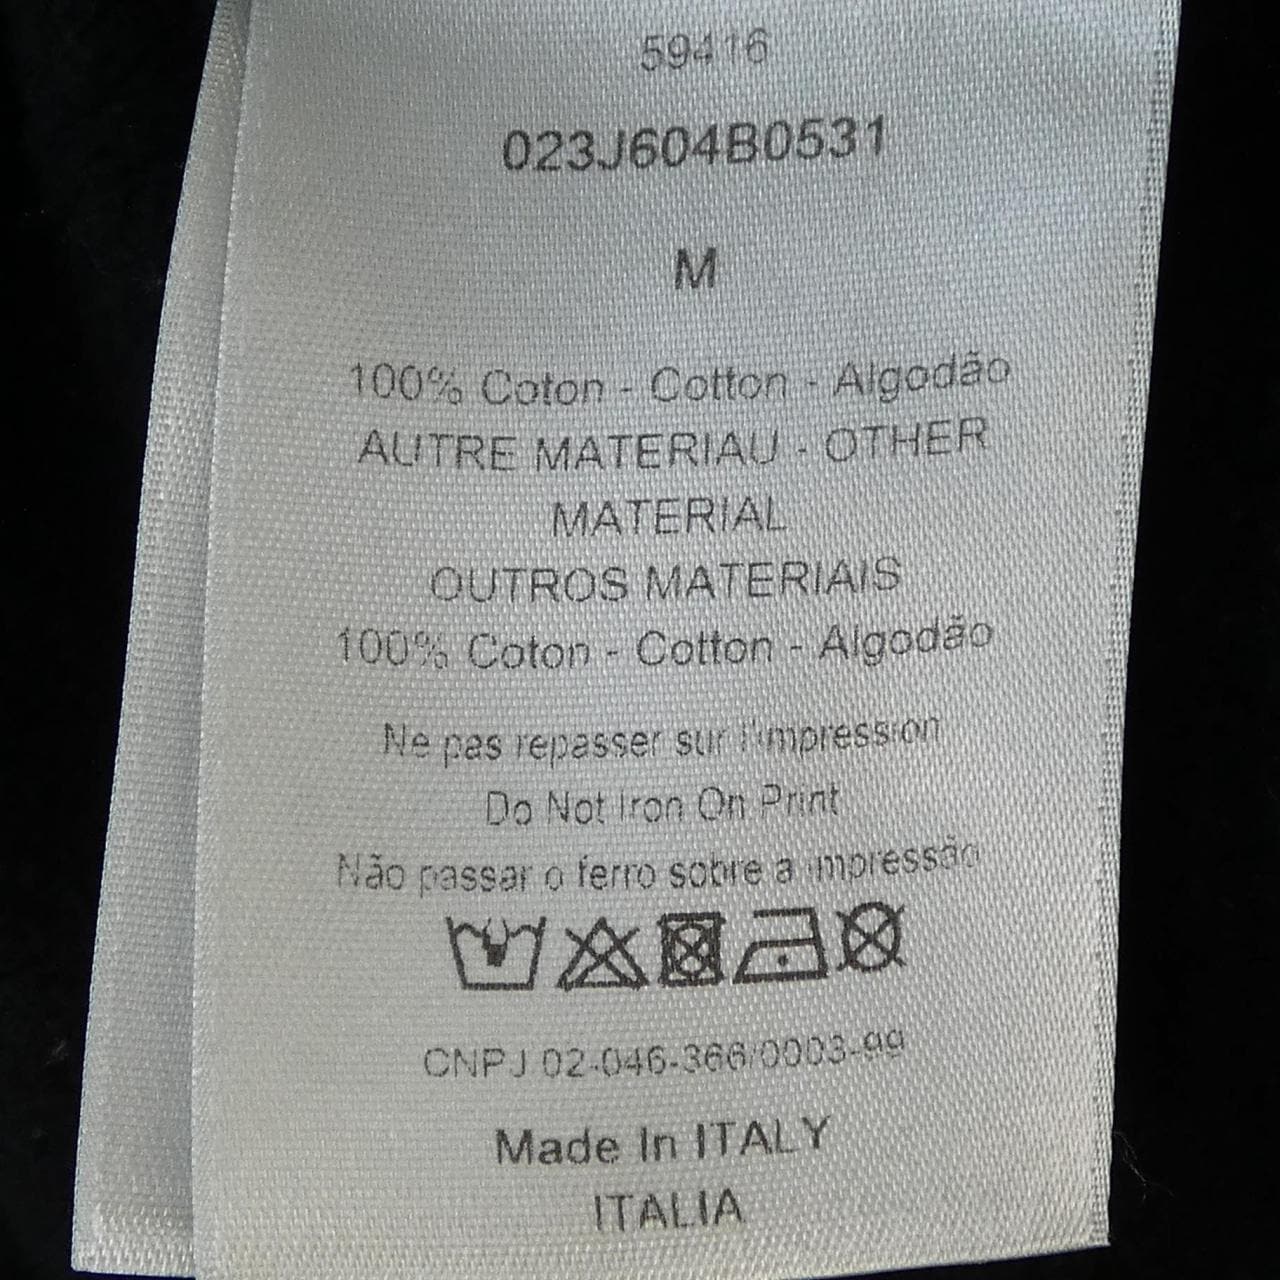 59416
023J604B0531
M
100% Coton - Cotton - Algodão
AUTRE MATERIAU - OTHER
MATERIAL
OUTROS MATERIAIS
100% Coton - Cotton - Algodão
Ne pas repasser sur l'impression
Do Not Iron On Print
Não passar o ferro sobre a impressão
CNPJ 02-046-366/0003-99
Made In ITALY
ITALIA